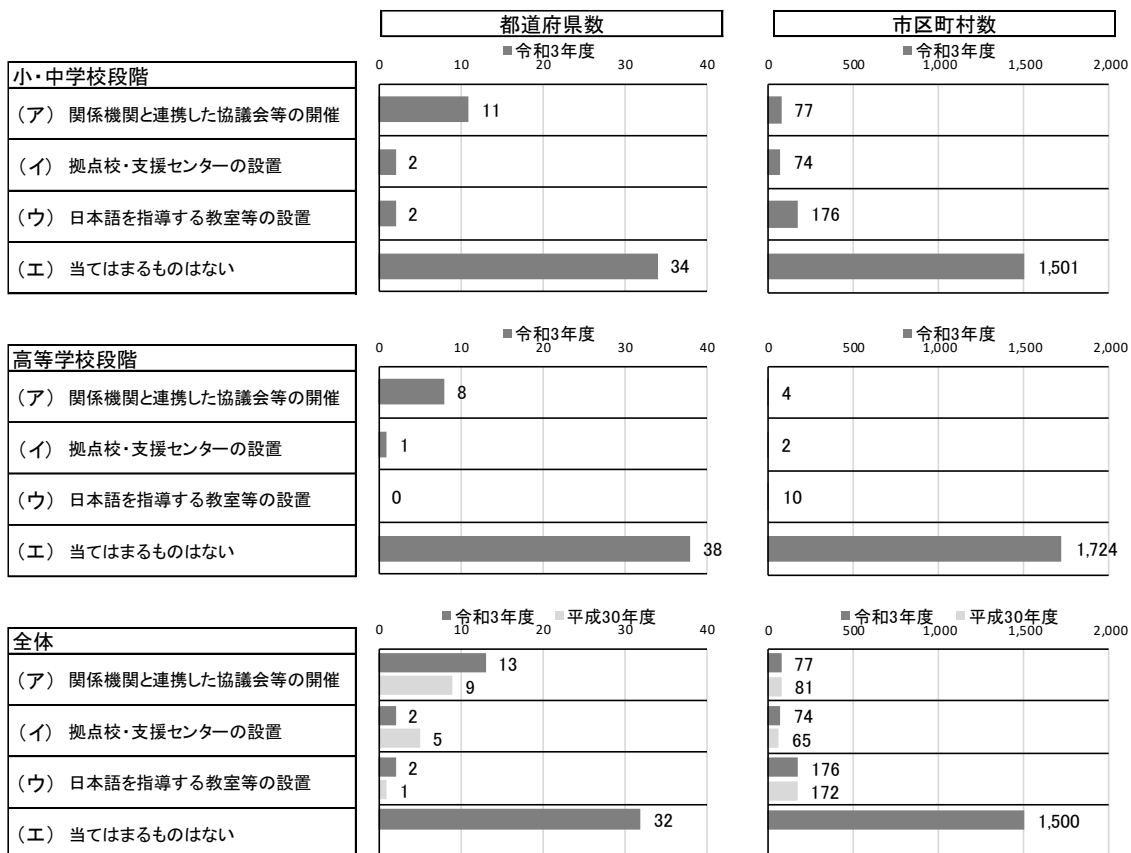 都道府県数
市区町村数
■令和3年度
■令和3年度
0 10 20 30 40
0 500 1,000 1,500 2,000
小・中学校段階
(ア) 関係機関と連携した協議会等の開催 11 77
(イ) 拠点校・支援センターの設置 2 74
(ウ) 日本語を指導する教室等の設置 2 176
(エ) 当てはまるものはない 34 1,501
■令和3年度
■令和3年度
0 10 20 30 40
0 500 1,000 1,500 2,000
高等学校段階
(ア) 関係機関と連携した協議会等の開催 8 4
(イ) 拠点校・支援センターの設置 1 2
(ウ) 日本語を指導する教室等の設置 0 10
(エ) 当てはまるものはない 38 1,724
■令和3年度 ■平成30年度
■令和3年度 ■平成30年度
0 10 20 30 40
0 500 1,000 1,500 2,000
全体
(ア) 関係機関と連携した協議会等の開催 13 77
9 81
(イ) 拠点校・支援センターの設置 2 74
5 65
(ウ) 日本語を指導する教室等の設置 2 176
1 172
(エ) 当てはまるものはない 32 1,500